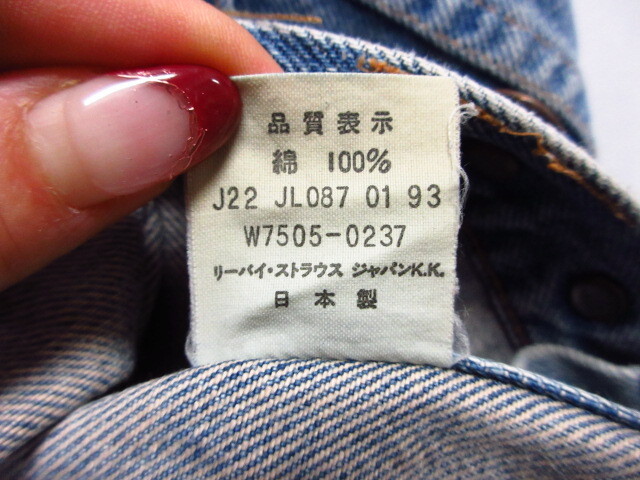 品質表示
綿 100%
J22 JL087 01 93
W7505-0237
リーバイ・ストラウス ジャパンK.K.
日本製